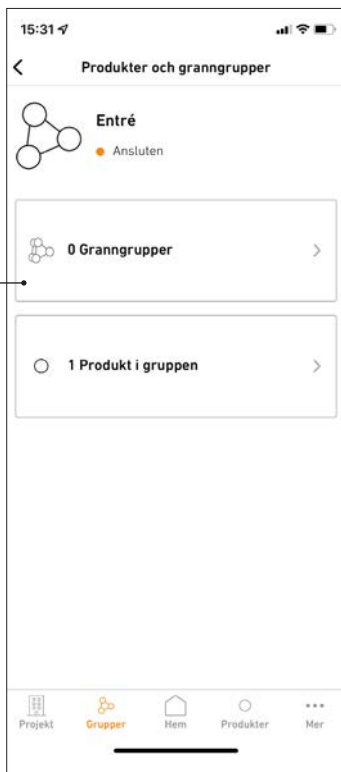 15:31
Produkter och granngrupper
Entré
Ansluten
0 Granngrupper
1 Produkt i gruppen
Projekt
Grupper
Hem
Produkter
Mer